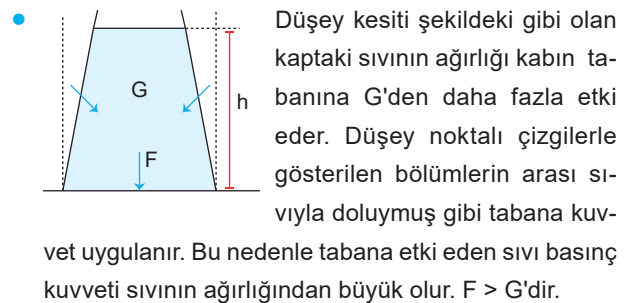 G
F
h
• Düşey kesiti şekildeki gibi olan
kaptaki sıvının ağırlığı kabın ta-
banına G'den daha fazla etki
eder. Düşey noktalı çizgilerle
gösterilen bölümlerin arası sı-
vıyla doluymuş gibi tabana kuv-
vet uygulanır. Bu nedenle tabana etki eden sıvı basınç
kuvveti sıvının ağırlığından büyük olur. F > G'dir.